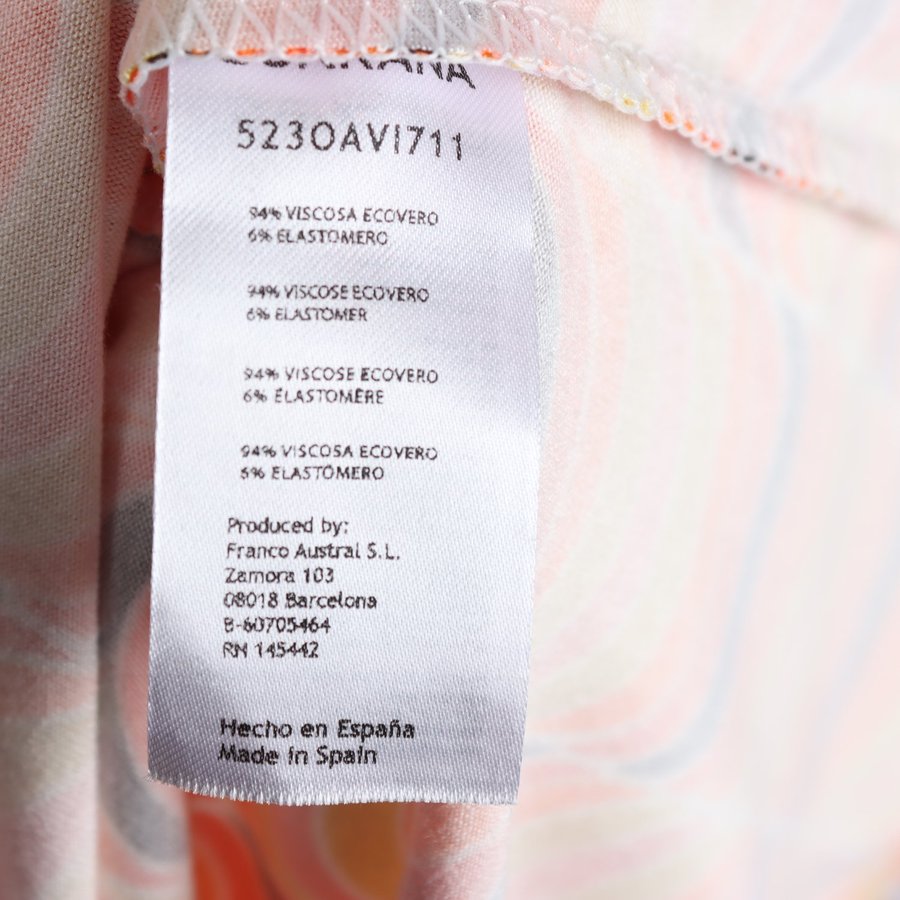 523OAVI711
94% VISCOSA ECOVERO
6% ELASTOMERO
94% VISCOSE ECOVERO
6% ELASTOMER
94% VISCOSE ECOVERO
6% ÉLASTOMÈRE
94% VISCOSA ECOVERO
6% ELASTÓMERO
Produced by:
Franco Austral S.L.
Zamora 103
08018 Barcelona
B-60705464
RN 145442
Hecho en España
Made in Spain